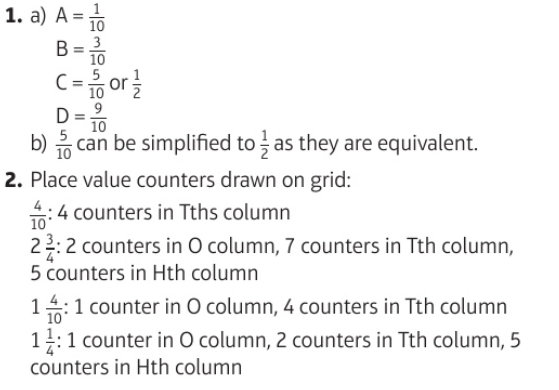 1. a) A = 1/10
B = 3/10
C = 5/10 or 1/2
D = 9/10
b) 5/10 can be simplified to 1/2 as they are equivalent.
2. Place value counters drawn on grid:
4/10: 4 counters in Tths column
2 3/4: 2 counters in O column, 7 counters in Tth column,
5 counters in Hth column
1 4/10: 1 counter in O column, 4 counters in Tth column
1 1/4: 1 counter in O column, 2 counters in Tth column, 5
counters in Hth column